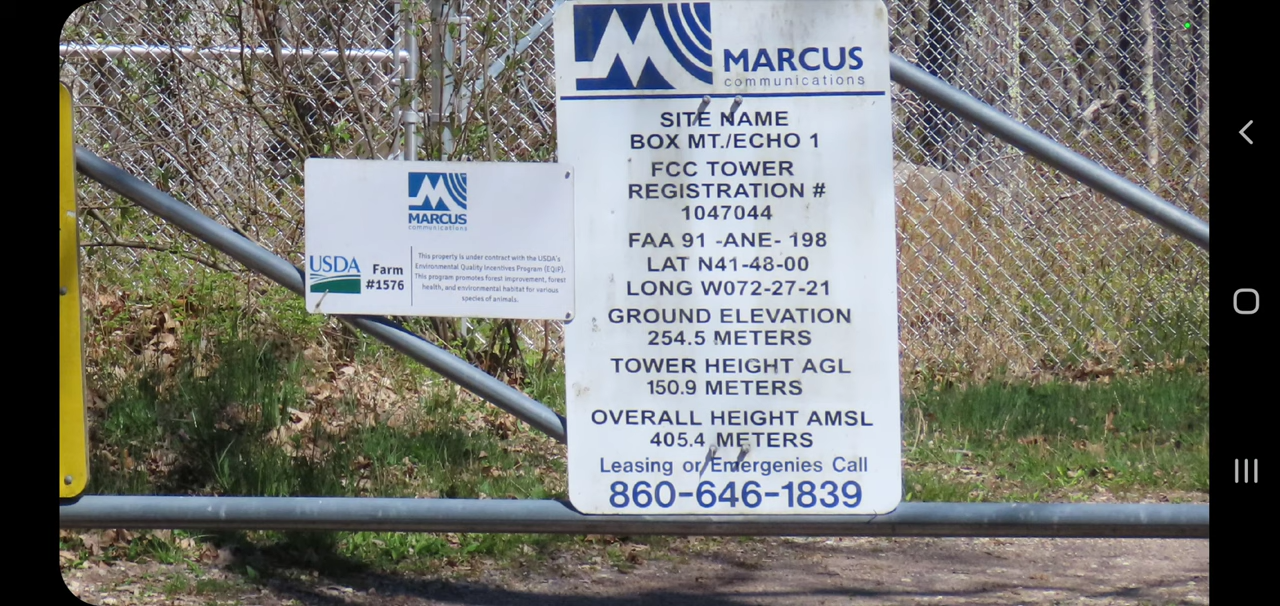 MARCUS
communications
SITE NAME
BOX MT./ECHO 1
FCC TOWER
REGISTRATION #
1047044
FAA 91 -ANE- 198
LAT N41-48-00
LONG W072-27-21
GROUND ELEVATION
254.5 METERS
TOWER HEIGHT AGL
150.9 METERS
OVERALL HEIGHT AMSL
405.4 METERS
Leasing or Emergenies Call
860-646-1839
MARCUS
communications
USDA
Farm
#1576
This property is under contract with the USDA's
Environmental Quality Incentives Program (EQIP).
This program promotes forest improvement, forest
health, and environmental habitat for various
species of animals.